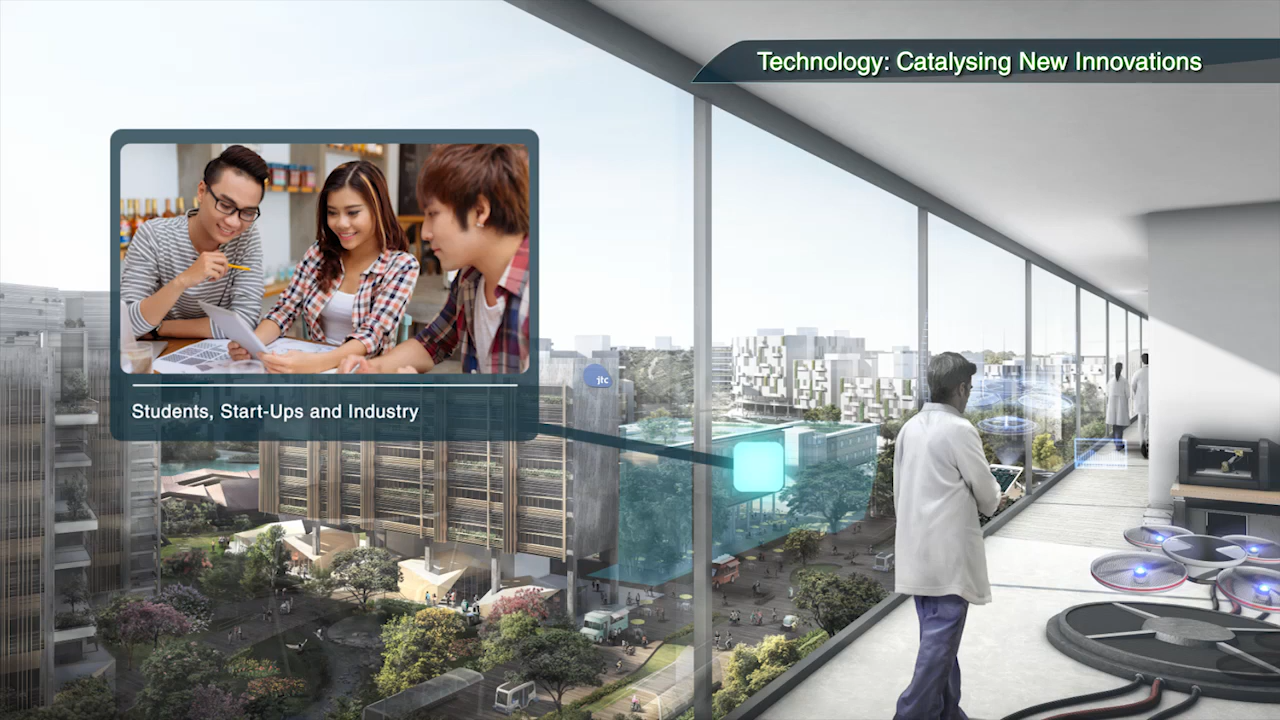 Technology: Catalysing New Innovations
jtc
Students, Start-Ups and Industry